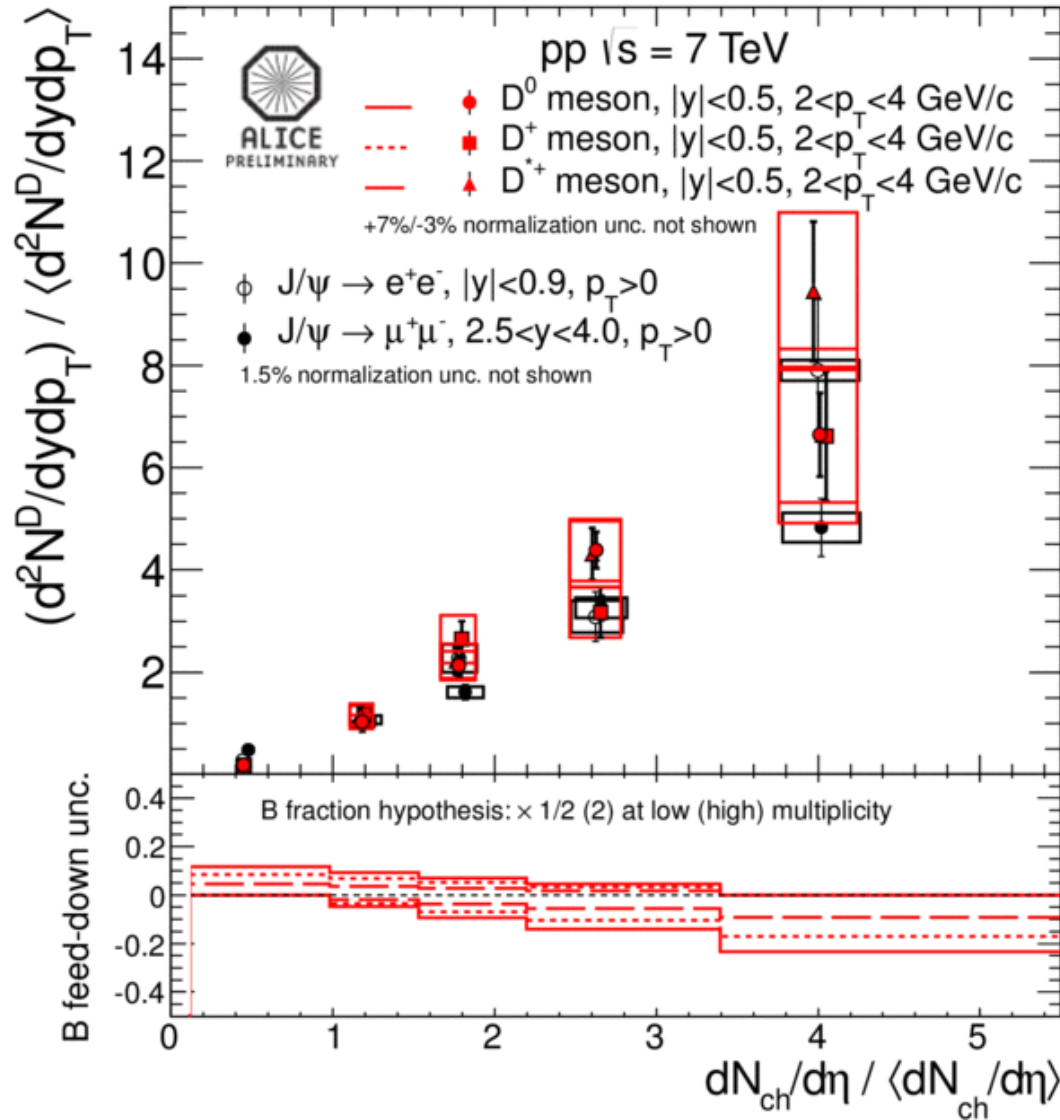 (d²N^D/dydp_T) / ⟨d²N^D/dydp_T⟩
14
12
10
8
6
4
2
ALICE
PRELIMINARY
pp √s = 7 TeV
D⁰ meson, |y|<0.5, 2<p_T<4 GeV/c
D⁺ meson, |y|<0.5, 2<p_T<4 GeV/c
D*⁺ meson, |y|<0.5, 2<p_T<4 GeV/c
+7%/-3% normalization unc. not shown
J/ψ → e⁺e⁻, |y|<0.9, p_T>0
J/ψ → μ⁺μ⁻, 2.5<y<4.0, p_T>0
1.5% normalization unc. not shown
B feed-down unc.
0.4
0.2
0
-0.2
-0.4
B fraction hypothesis: × 1/2 (2) at low (high) multiplicity
0 1 2 3 4 5
dN_ch/dη / ⟨dN_ch/dη⟩